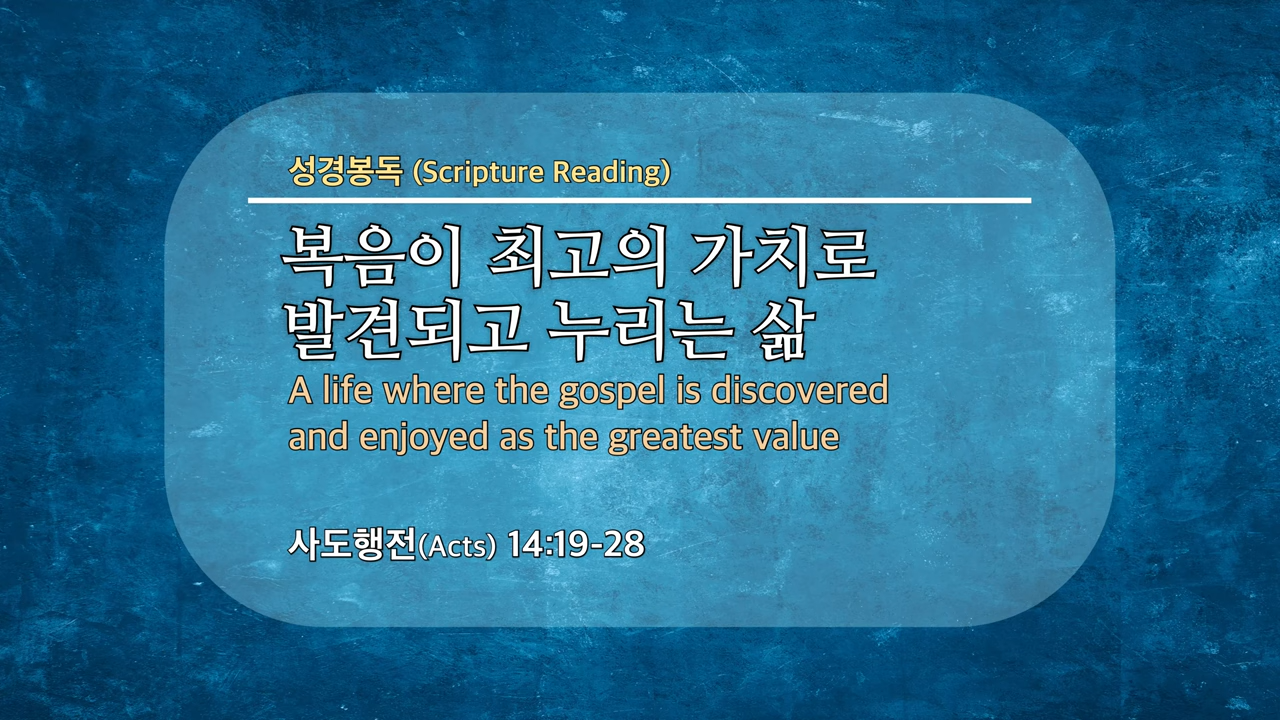 성경봉독 (Scripture Reading)
복음이 최고의 가치로
발견되고 누리는 삶
A life where the gospel is discovered
and enjoyed as the greatest value
사도행전(Acts) 14:19-28